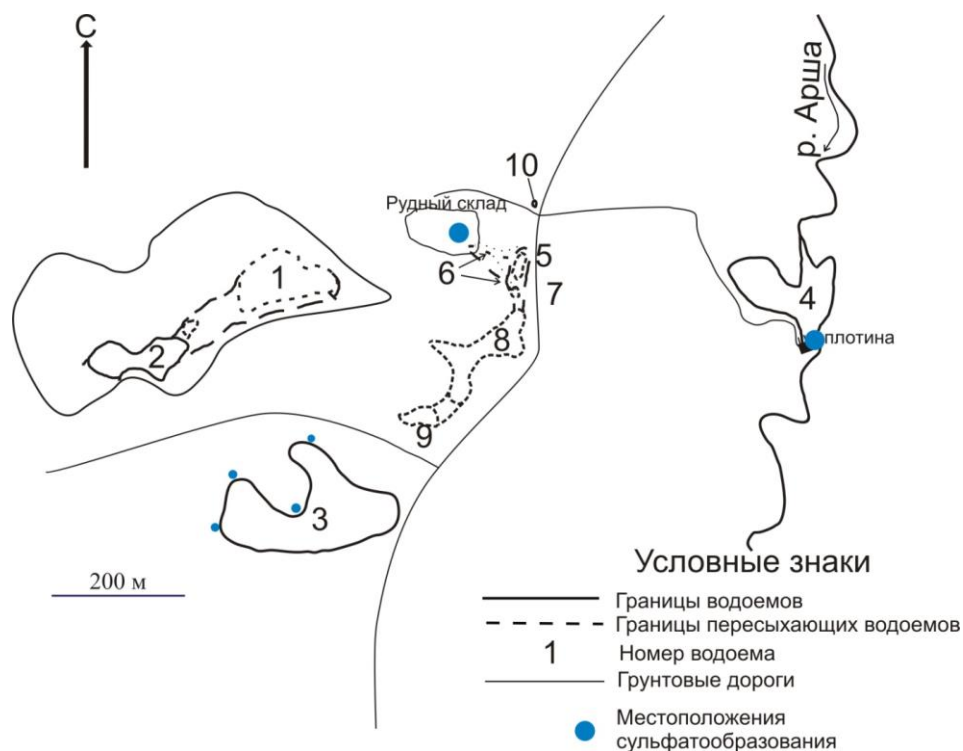 С
р. Арша
10
Рудный склад
5
6
1
7
4
8
плотина
2
9
3
200 м
Условные знаки
Границы водоемов
Границы пересыхающих водоемов
1 Номер водоема
Грунтовые дороги
Местоположения
сульфатообразования